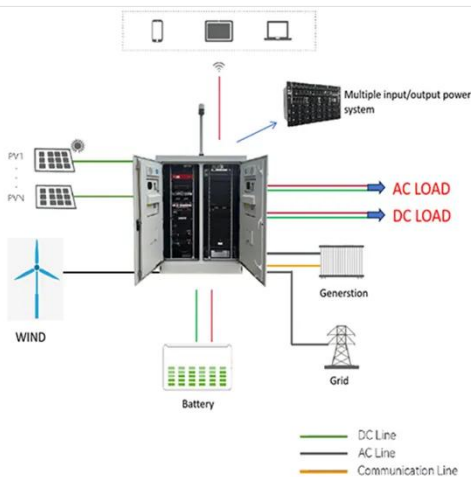 Multiple input/output power
system
PV1
PVN
AC LOAD
DC LOAD
WIND
Generstion
Grid
Battery
DC Line
AC Line
Communication Line